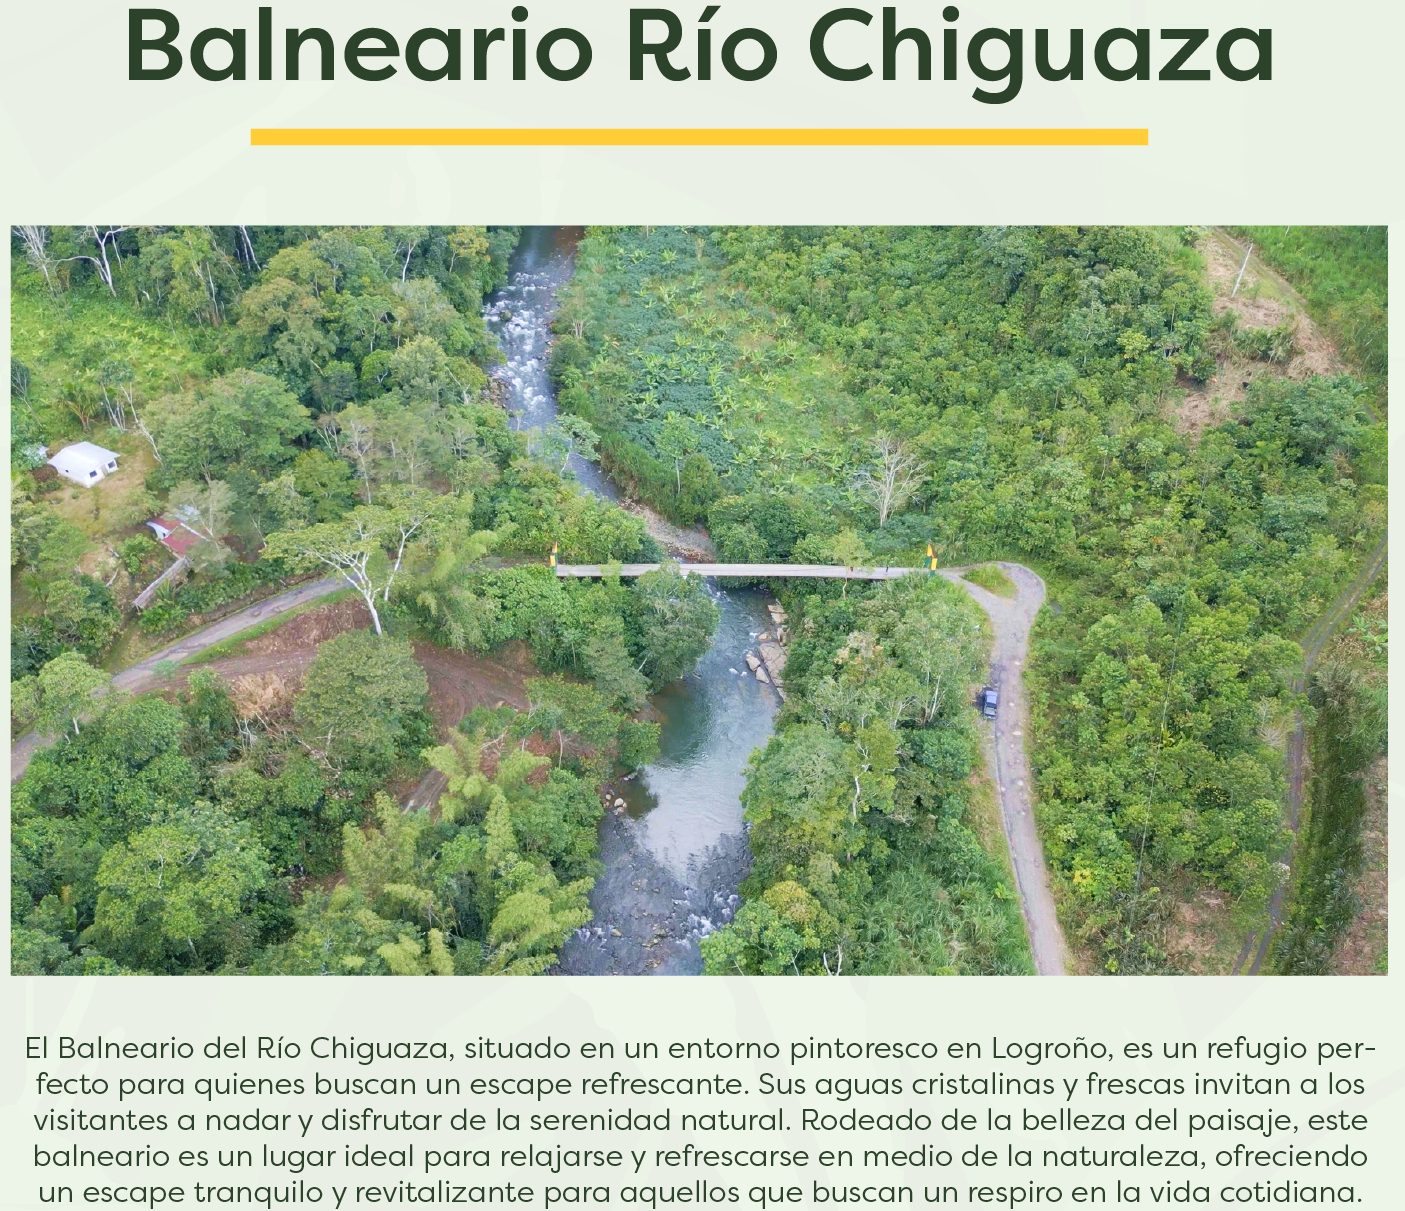 Balneario Río Chiguaza
El Balneario del Río Chiguaza, situado en un entorno pintoresco en Logroño, es un refugio per-
fecto para quienes buscan un escape refrescante. Sus aguas cristalinas y frescas invitan a los
visitantes a nadar y disfrutar de la serenidad natural. Rodeado de la belleza del paisaje, este
balneario es un lugar ideal para relajarse y refrescarse en medio de la naturaleza, ofreciendo
un escape tranquilo y revitalizante para aquellos que buscan un respiro en la vida cotidiana.